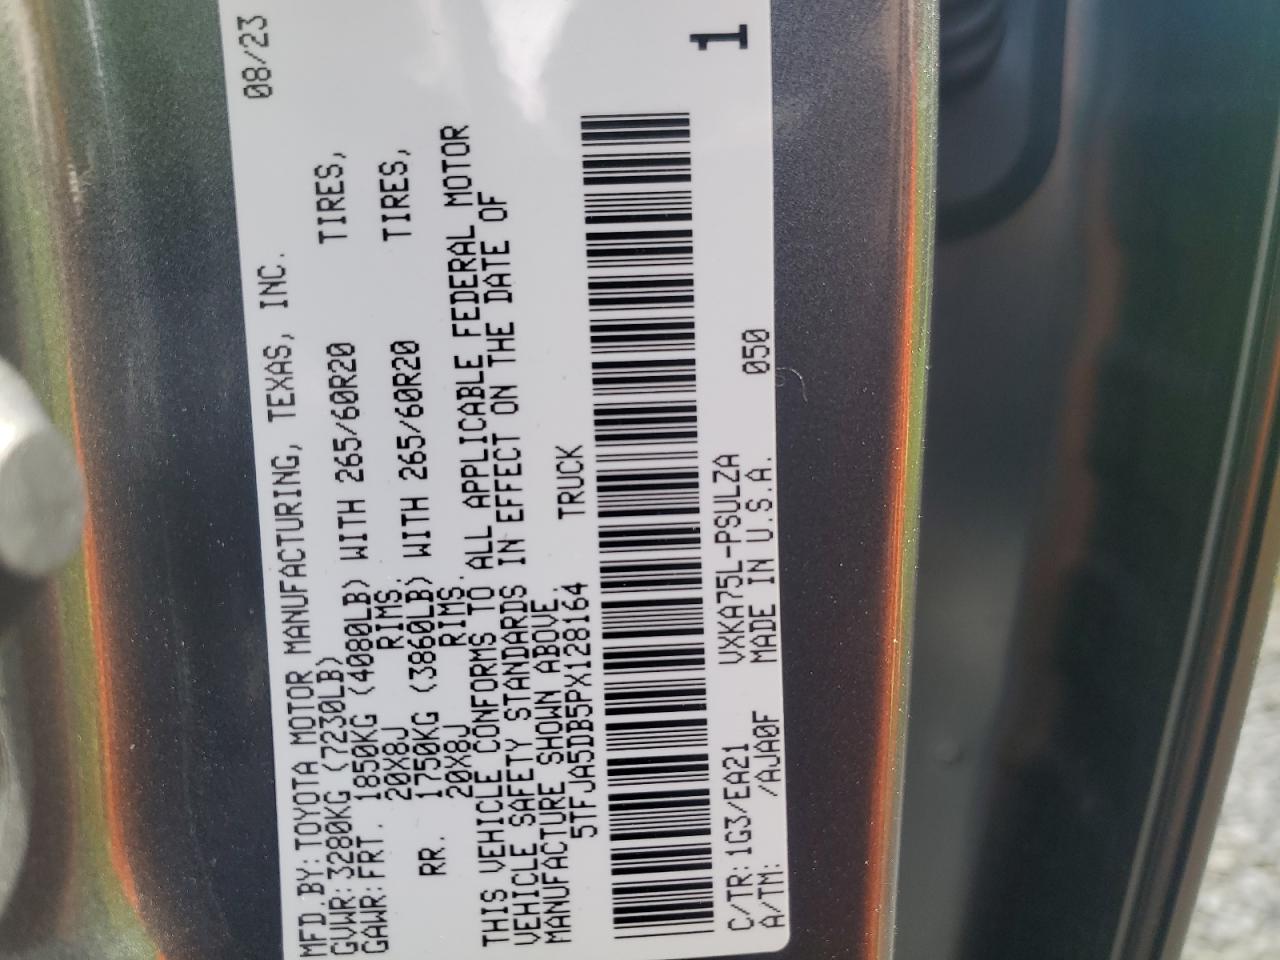 MFD.BY:TOYOTA MOTOR MANUFACTURING, TEXAS, INC. 08/23
GVWR:3280KG (7230LB)
GAWR:FRT. 1850KG (4080LB) WITH 265/60R20 TIRES,
20X8J RIMS.
RR. 1750KG (3860LB) WITH 265/60R20 TIRES,
20X8J RIMS.
THIS VEHICLE CONFORMS TO ALL APPLICABLE FEDERAL MOTOR
VEHICLE SAFETY STANDARDS IN EFFECT ON THE DATE OF
MANUFACTURE SHOWN ABOVE.
5TFJA5DB5PX128164 TRUCK
1
C/TR:1G3/EA21 VXKA75L-PSULZA
A/TM: /AJA0F MADE IN U.S.A. 050